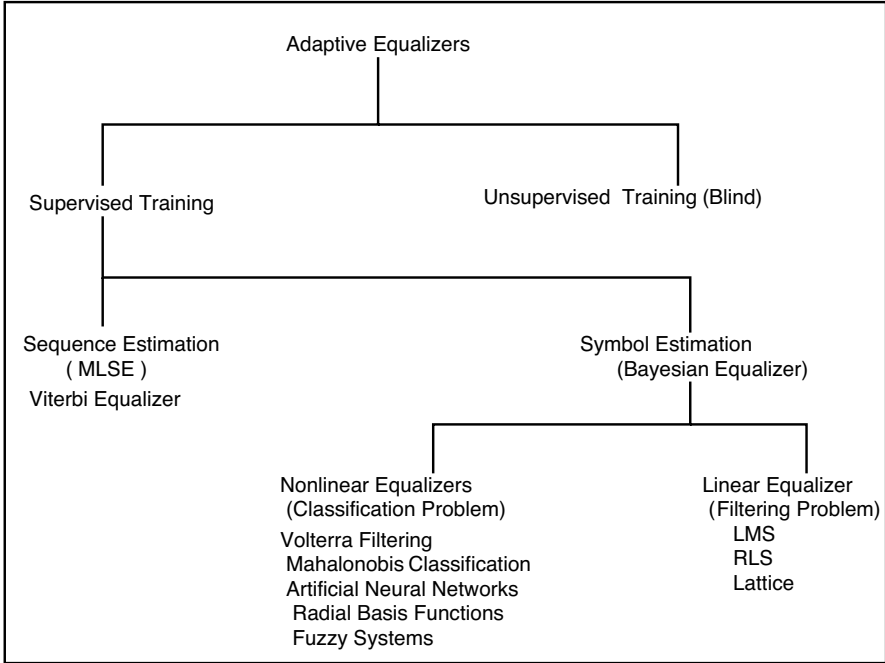 Adaptive Equalizers
Supervised Training
Unsupervised Training (Blind)
Sequence Estimation
( MLSE )
Viterbi Equalizer
Symbol Estimation
(Bayesian Equalizer)
Nonlinear Equalizers
(Classification Problem)
Volterra Filtering
Mahalonobis Classification
Artificial Neural Networks
Radial Basis Functions
Fuzzy Systems
Linear Equalizer
(Filtering Problem)
LMS
RLS
Lattice